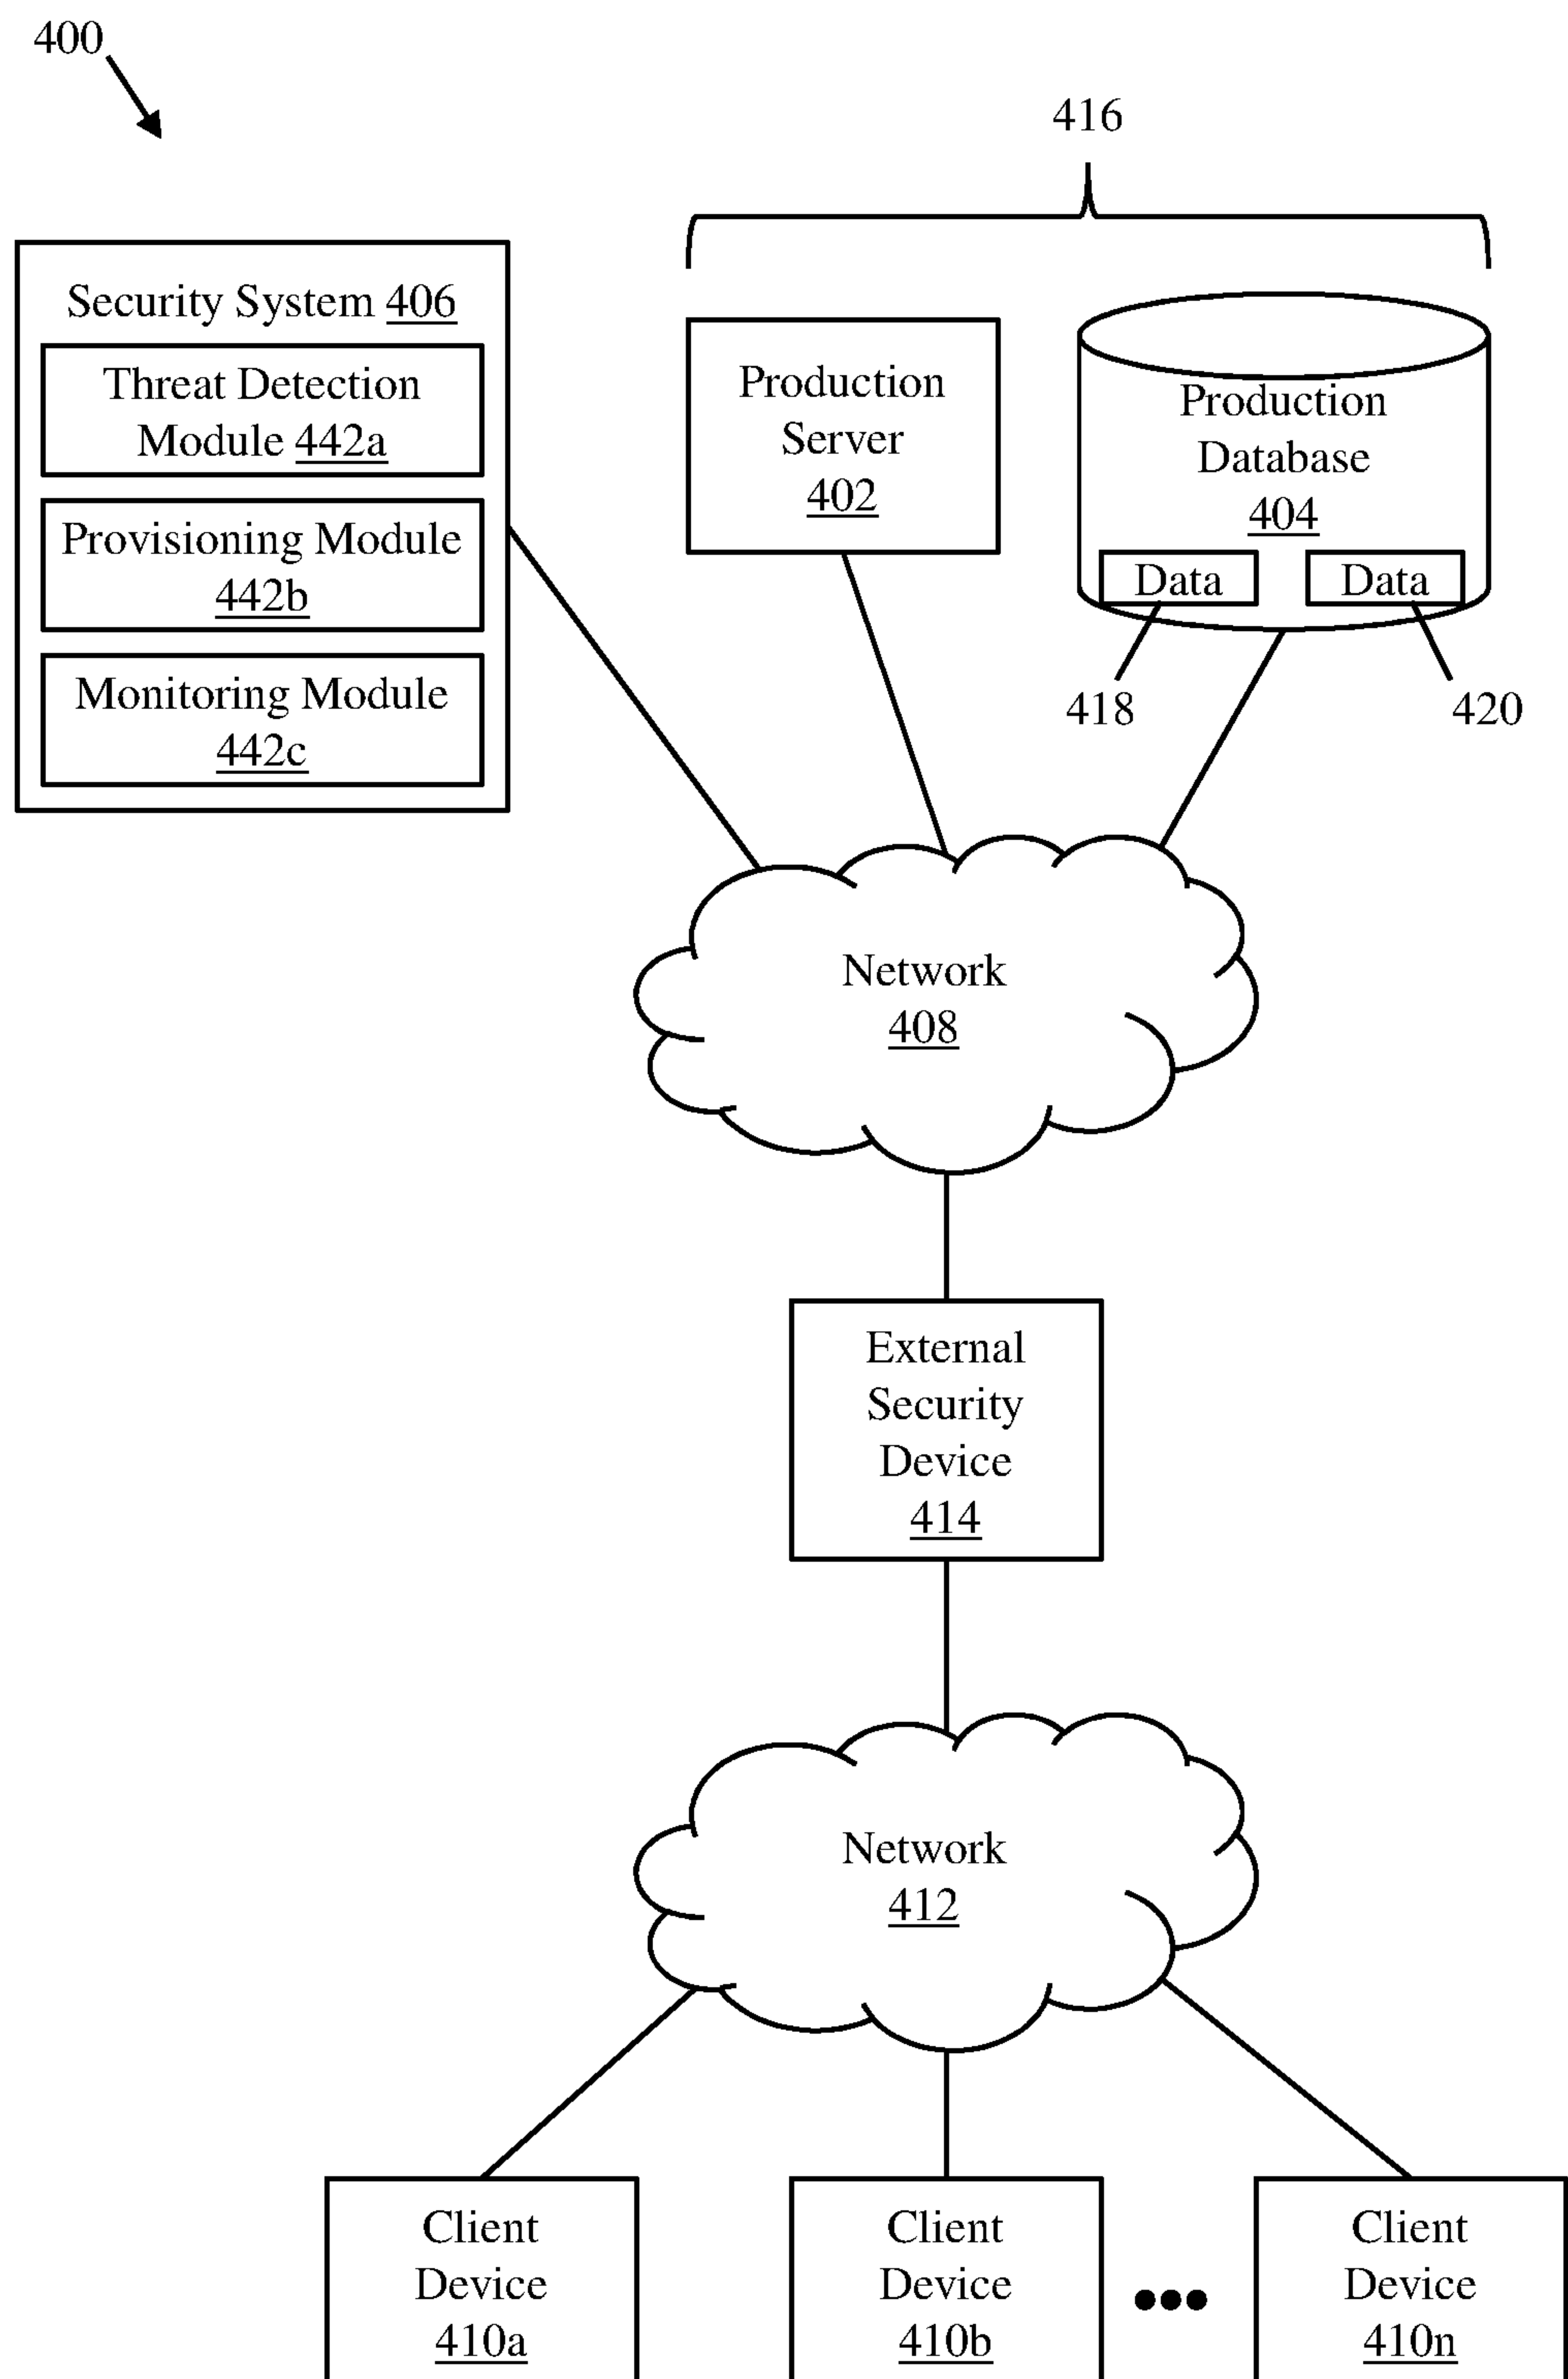 400
416
Security System 406
Threat Detection
Module 442a
Provisioning Module
442b
Monitoring Module
442c
Production
Server
402
Production
Database
404
Data
Data
418
420
Network
408
External
Security
Device
414
Network
412
Client
Device
410a
Client
Device
410b
Client
Device
410n